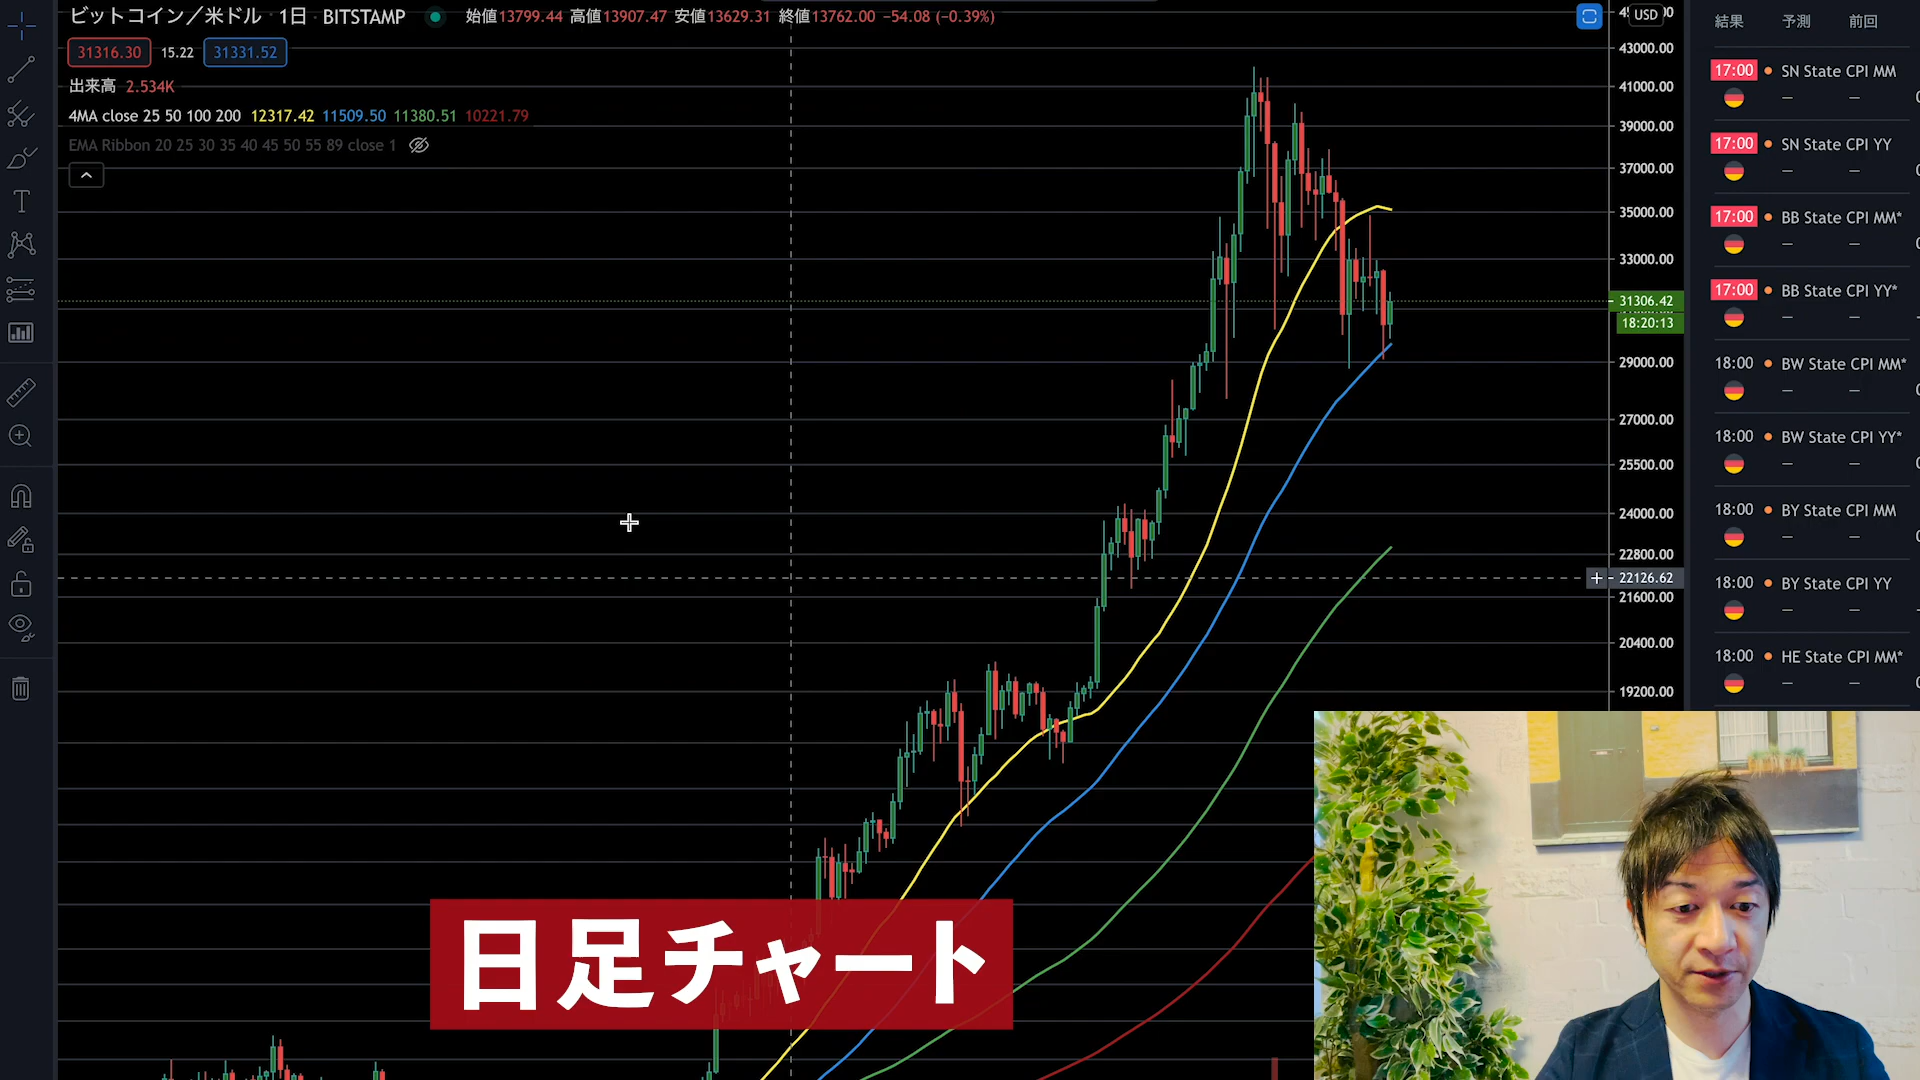 ビットコイン／米ドル · 1日 · BITSTAMP
始値13799.44 高値13907.47 安値13629.31 終値13762.00 −54.08 (−0.39%)
31316.30 15.22 31331.52
出来高 2.534K
4MA close 25 50 100 200 12317.42 11509.50 11380.51 10221.79
EMA Ribbon 20 25 30 35 40 45 50 55 89 close 1
USD
43000.00
41000.00
39000.00
37000.00
35000.00
33000.00
31306.42
18:20:13
29000.00
27000.00
25500.00
24000.00
22800.00
22126.62
21600.00
20400.00
19200.00
結果 予測 前回
17:00 SN State CPI MM
— —
17:00 SN State CPI YY
— —
17:00 BB State CPI MM*
— —
17:00 BB State CPI YY*
— —
18:00 BW State CPI MM*
— —
18:00 BW State CPI YY*
— —
18:00 BY State CPI MM
— —
18:00 BY State CPI YY
— —
18:00 HE State CPI MM*
— —
日足チャート